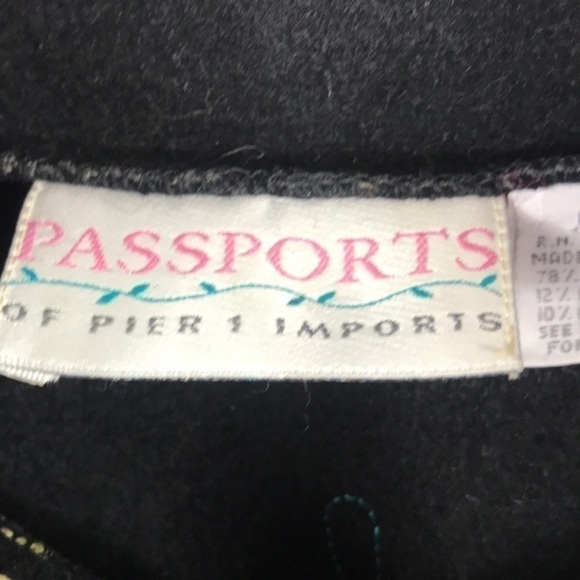 PASSPORTS
OF PIER 1 IMPORTS
R.N.
MADE
78%
12%
10%
SEE
FOR